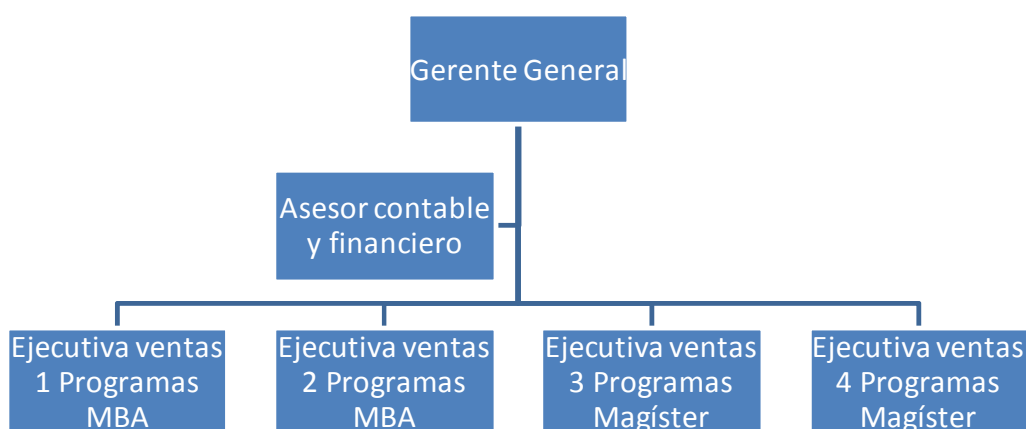 Gerente General
Asesor contable
y financiero
Ejecutiva ventas
1 Programas
MBA
Ejecutiva ventas
2 Programas
MBA
Ejecutiva ventas
3 Programas
Magíster
Ejecutiva ventas
4 Programas
Magíster